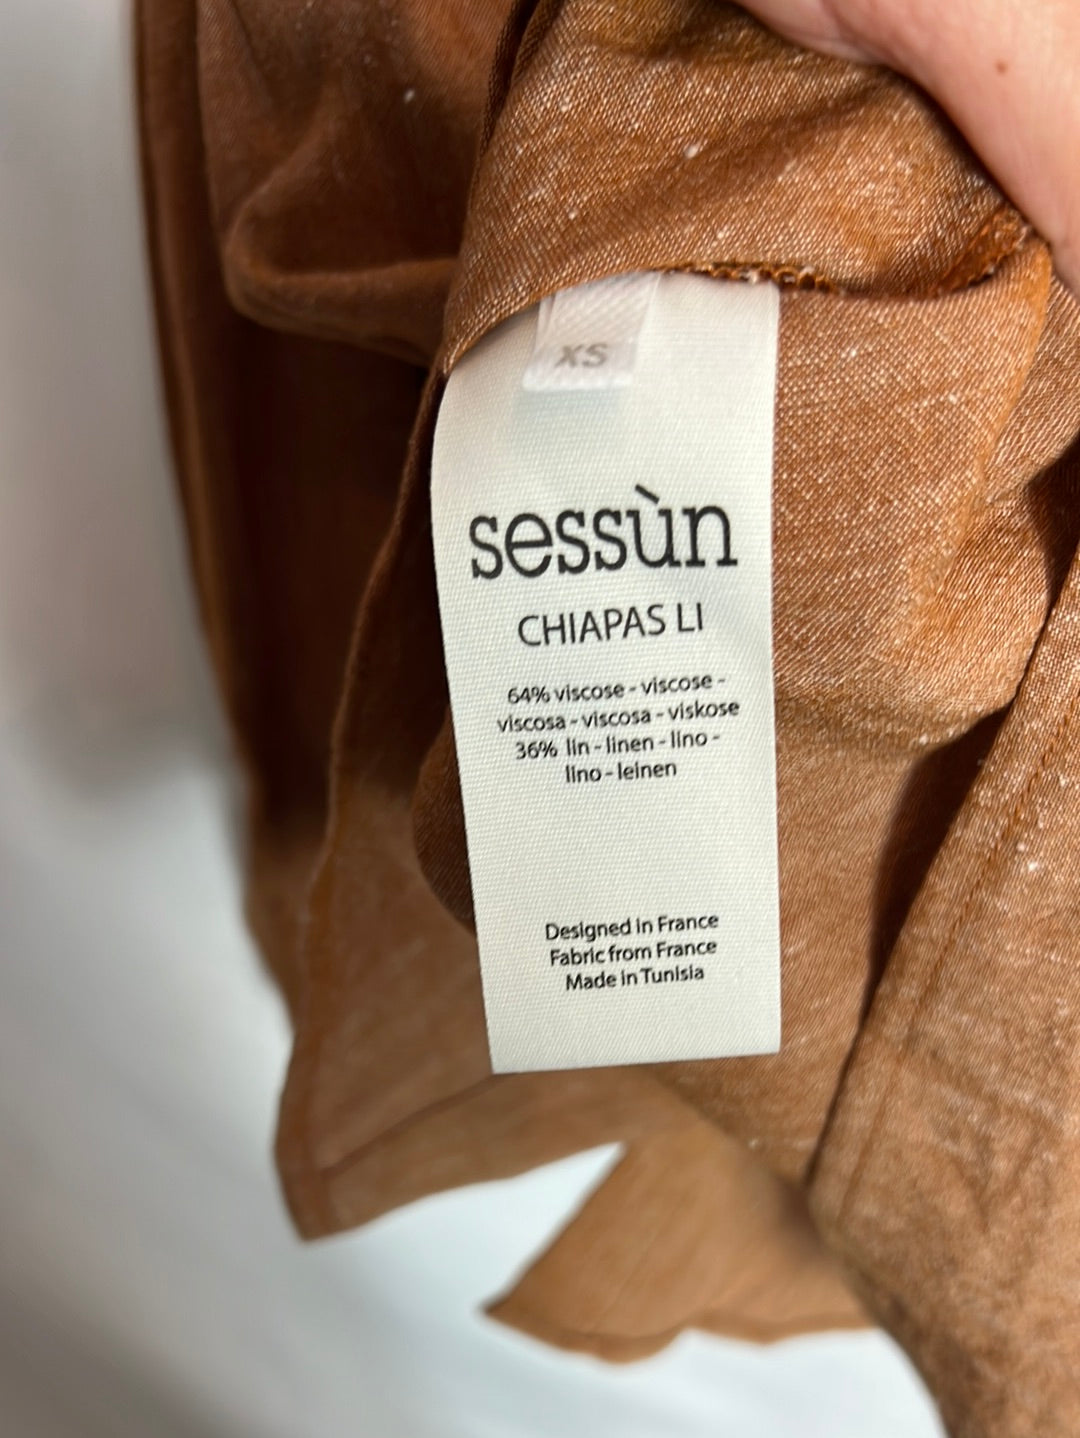 XS
sessùn
CHIAPAS LI
64% viscose - viscose -
viscosa - viscosa - viskose
36% lin - linen - lino -
lino - leinen
Designed in France
Fabric from France
Made in Tunisia